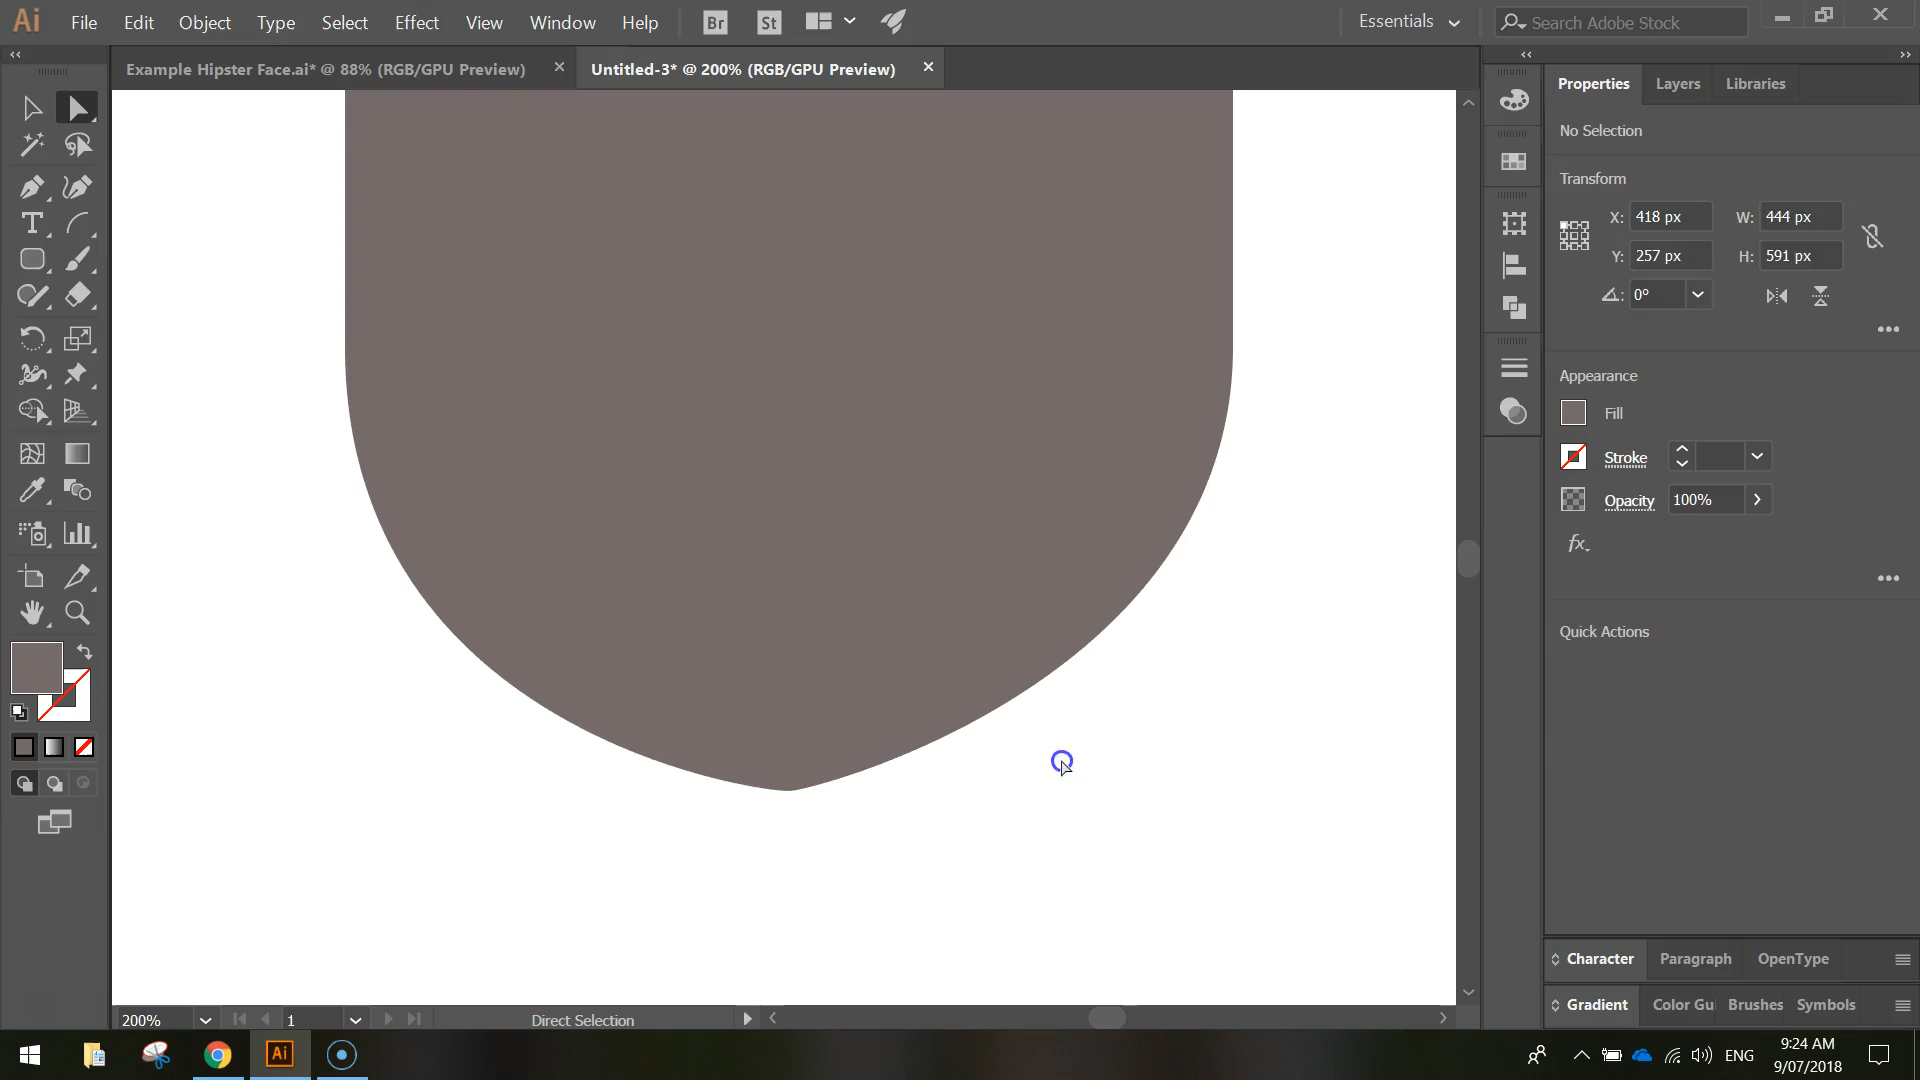 Ai File Edit Object Type Select Effect View Window Help Br St Essentials Search Adobe Stock
Example Hipster Face.ai* @ 88% (RGB/GPU Preview) Untitled-3* @ 200% (RGB/GPU Preview)
Properties Layers Libraries
No Selection
Transform
X: 418 px W: 444 px
Y: 257 px H: 591 px
0°
Appearance
Fill
Stroke
Opacity 100%
fx
Quick Actions
Character Paragraph OpenType
Gradient Color Gui Brushes Symbols
200% 1 Direct Selection
Ai ENG 9:24 AM
9/07/2018